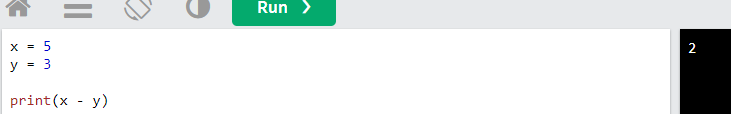 Run ❯
x = 5
y = 3
print(x - y)
2